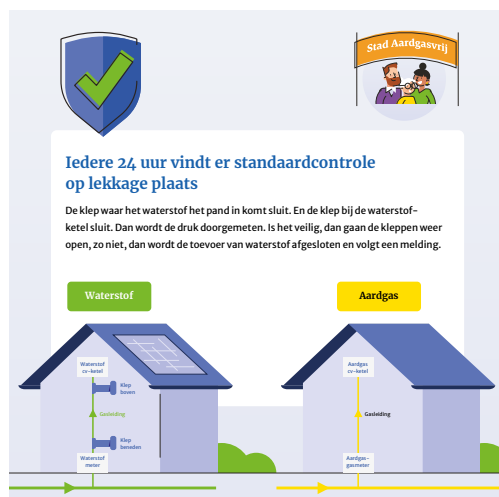 Stad Aardgasvrij
Iedere 24 uur vindt er standaardcontrole
op lekkage plaats
De klep waar het waterstof het pand in komt sluit. En de klep bij de waterstof-
ketel sluit. Dan wordt de druk doorgemeten. Is het veilig, dan gaan de kleppen weer
open, zo niet, dan wordt de toevoer van waterstof afgesloten en volgt een melding.
Waterstof
Aardgas
Waterstof
cv-ketel
Klep
boven
Gasleiding
Klep
beneden
Waterstof
meter
Aardgas
cv-ketel
Gasleiding
Aardgas-
gasmeter